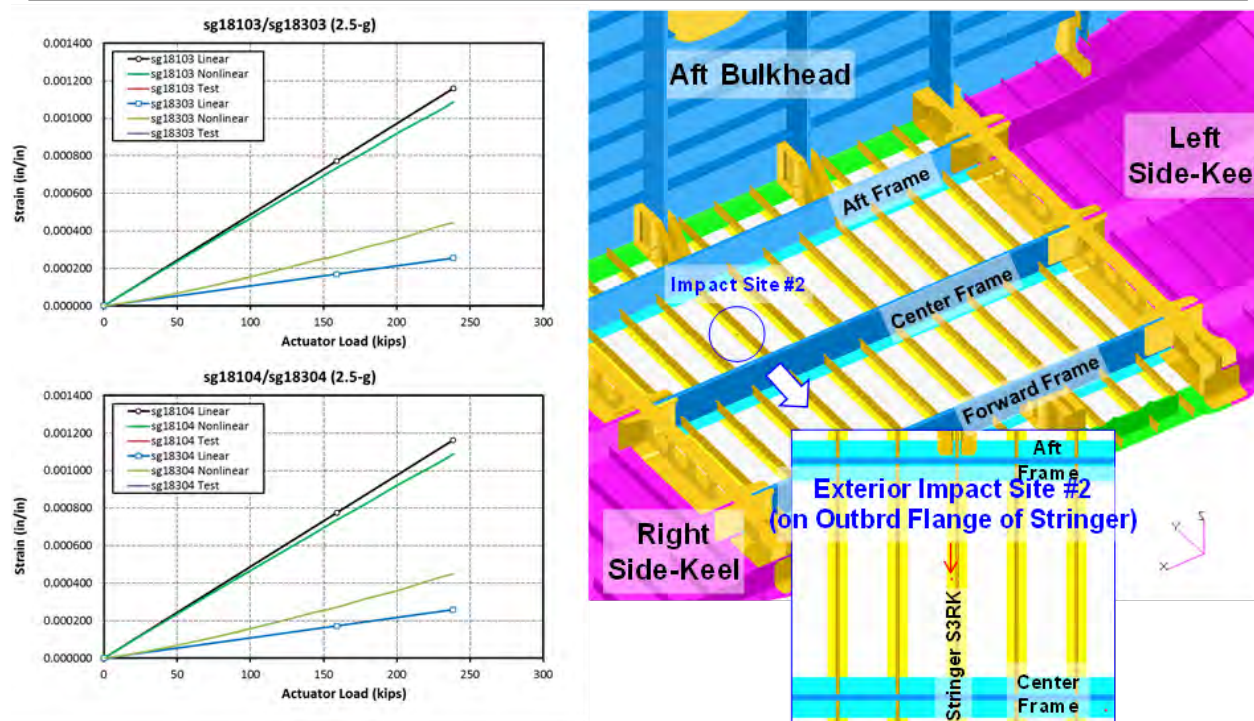 sg18103/sg18303 (2.5-g)
0.001400
0.001200
0.001000
0.000800
0.000600
0.000400
0.000200
0.000000
Strain (in/in)
sg18103 Linear
sg18103 Nonlinear
sg18103 Test
sg18303 Linear
sg18303 Nonlinear
sg18303 Test
0
50
100
150
200
250
300
Actuator Load (kips)
sg18104/sg18304 (2.5-g)
0.001400
0.001200
0.001000
0.000800
0.000600
0.000400
0.000200
0.000000
Strain (in/in)
sg18104 Linear
sg18104 Nonlinear
sg18104 Test
sg18304 Linear
sg18304 Nonlinear
sg18304 Test
0
50
100
150
200
250
300
Actuator Load (kips)
Aft Bulkhead
Left
Side-Kee
Aft Frame
Impact Site #2
Center Frame
Forward Frame
Right
Side-Keel
Aft
Frame
Exterior Impact Site #2
(on Outbrd Flange of Stringer)
Stringer S3RK
Center
Frame
Z
Y
X